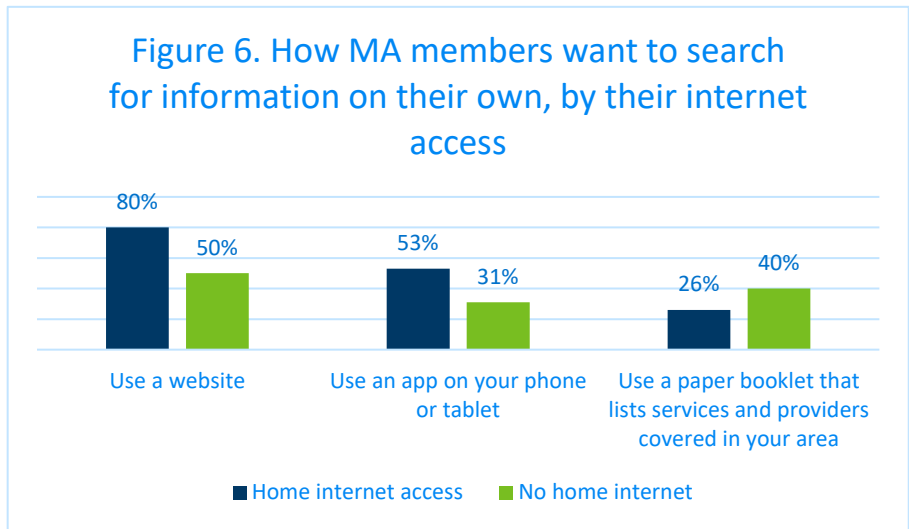 Figure 6. How MA members want to search
for information on their own, by their internet
access
80%
50%
53%
31%
26%
40%
Use a website
Use an app on your phone
or tablet
Use a paper booklet that
lists services and providers
covered in your area
Home internet access
No home internet